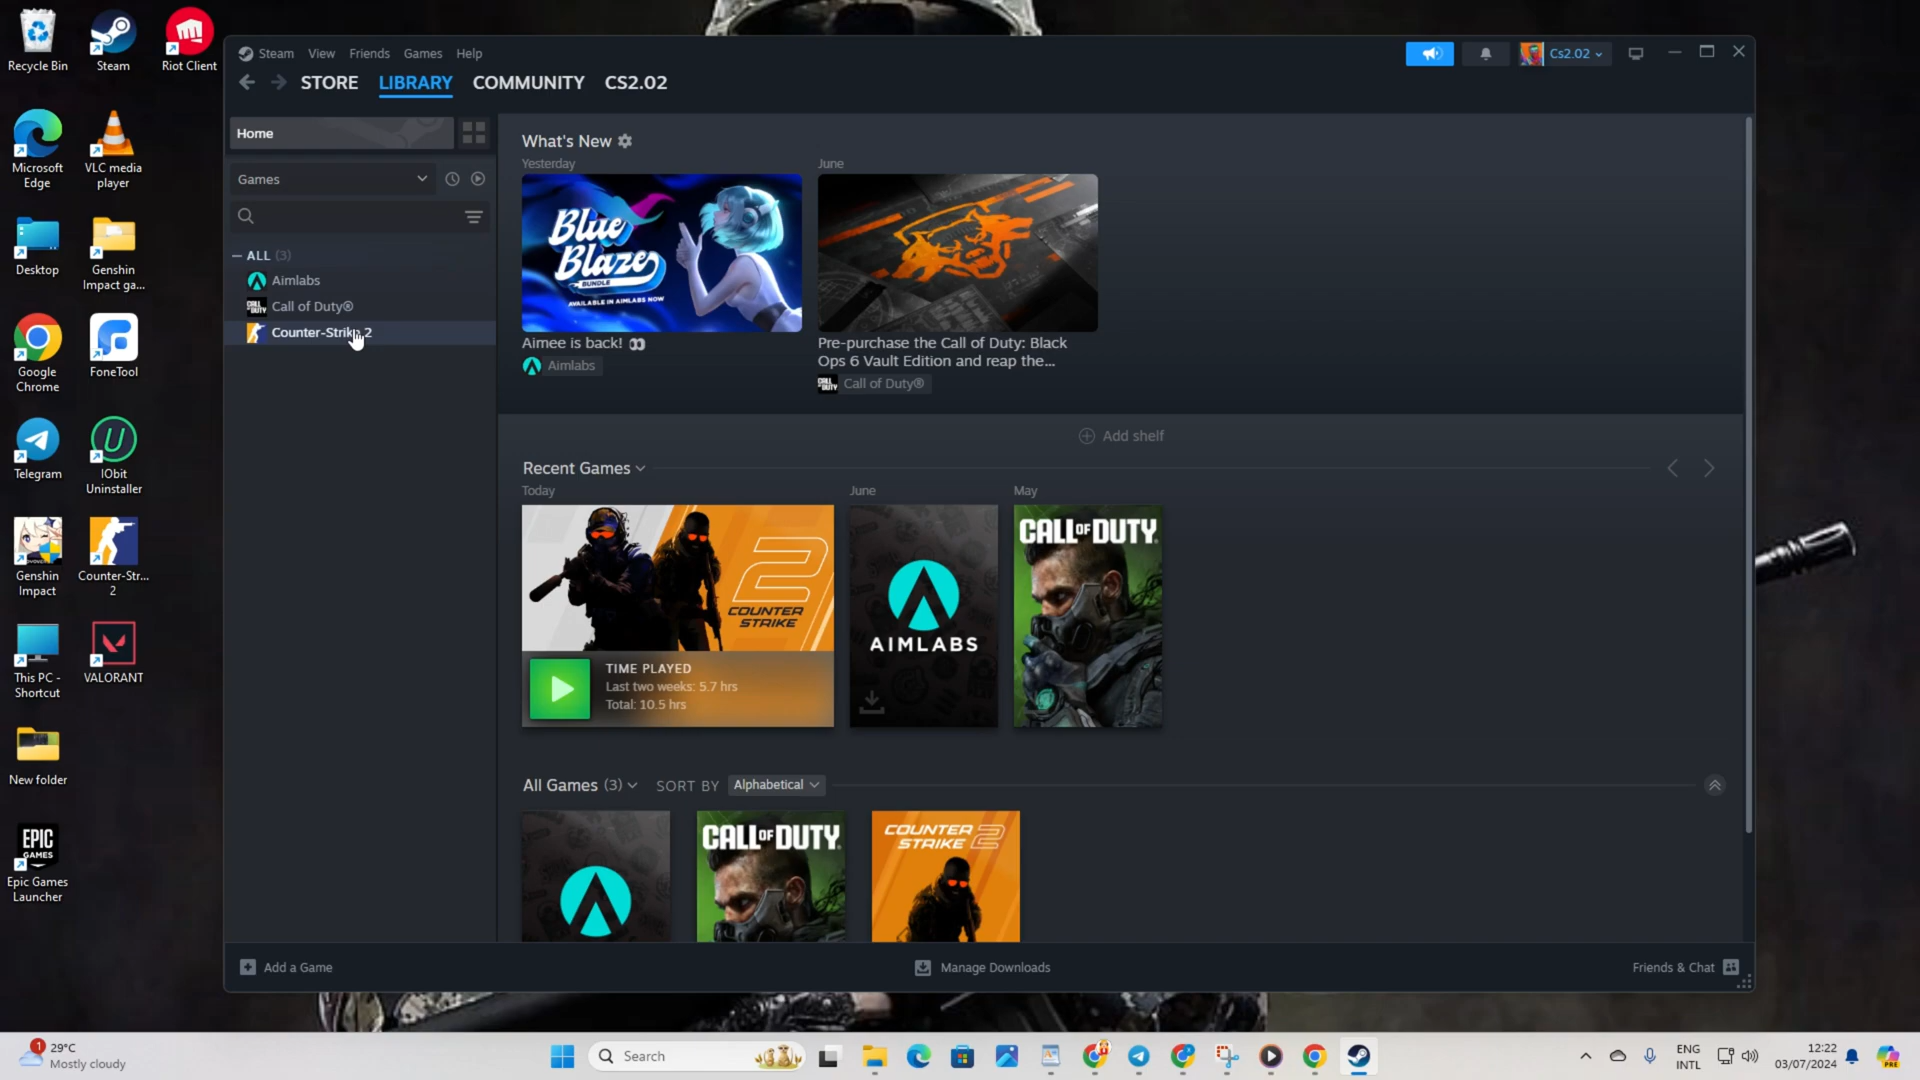 Recycle Bin
Steam
Riot Client
Microsoft
Edge
VLC media
player
Desktop
Genshin
Impact ga...
Google
Chrome
FoneTool
Telegram
IObit
Uninstaller
Genshin
Impact
Counter-Str...
2
This PC -
Shortcut
VALORANT
New folder
EPIC
GAMES
Epic Games
Launcher
Steam View Friends Games Help
Cs2.02
STORE LIBRARY COMMUNITY CS2.02
Home
Games
ALL (3)
Aimlabs
Call of Duty®
Counter-Strike 2
What's New
Yesterday
June
Blue
Blaze
BUNDLE
AVAILABLE IN AIMLABS NOW
Aimee is back!
Aimlabs
Pre-purchase the Call of Duty: Black
Ops 6 Vault Edition and reap the...
Call of Duty®
Add shelf
Recent Games
Today
June
May
2
COUNTER
STRIKE
TIME PLAYED
Last two weeks: 5.7 hrs
Total: 10.5 hrs
AIMLABS
CALL OF DUTY
All Games (3) SORT BY Alphabetical
CALL OF DUTY
COUNTER
STRIKE 2
Add a Game
Manage Downloads
Friends & Chat
1
29°C
Mostly cloudy
Search
ENG
INTL
12:22
03/07/2024
PRE